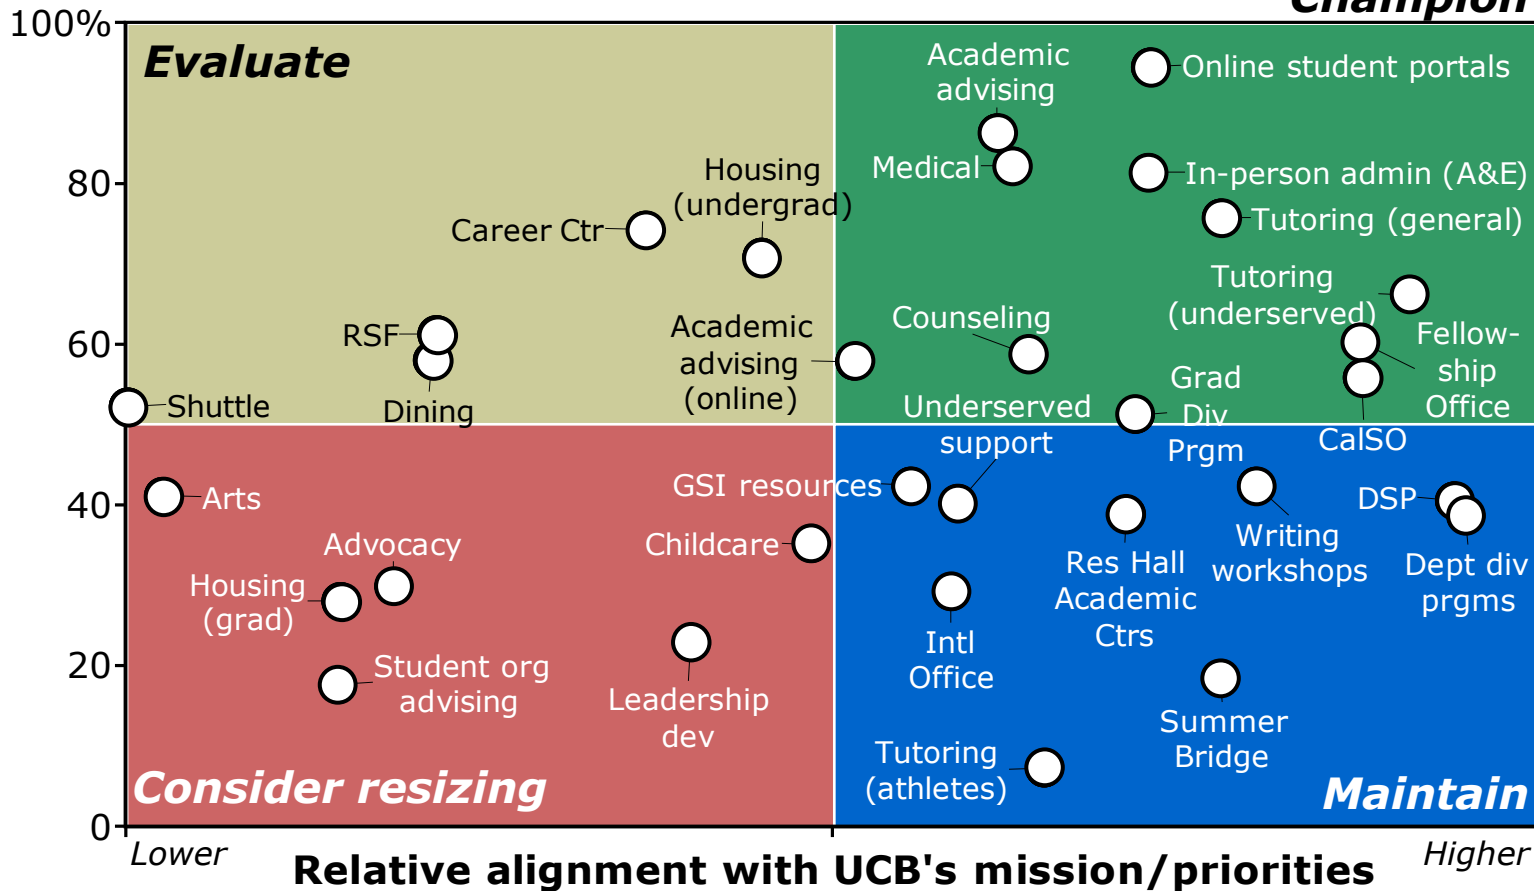 Champion
100%
Evaluate
Academic
advising
Online student portals
Medical
In-person admin (A&E)
80
Housing
(undergrad)
Career Ctr
Tutoring (general)
Tutoring
(underserved)
Counseling
RSF
60
Academic
advising
(online)
Fellow-
ship
Office
Grad
Div
Prgm
Shuttle
Dining
Underserved
support
CalSO
GSI resources
DSP
40
Arts
Advocacy
Childcare
Writing
workshops
Res Hall
Academic
Ctrs
Dept div
prgms
Housing
(grad)
Intl
Office
20
Student org
advising
Leadership
dev
Summer
Bridge
Tutoring
(athletes)
Consider resizing
Maintain
0
Lower
Relative alignment with UCB's mission/priorities
Higher